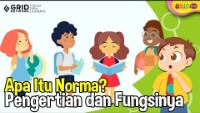 GRID
Apa Itu Norma?
Pengertian dan Fungsinya